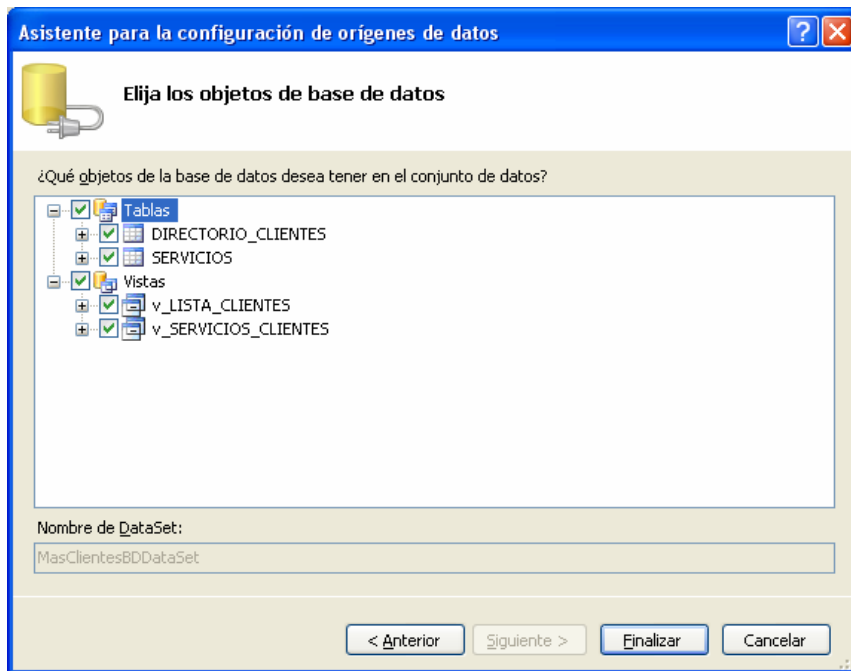 Asistente para la configuración de orígenes de datos
Elija los objetos de base de datos
¿Qué objetos de la base de datos desea tener en el conjunto de datos?
Tablas
DIRECTORIO_CLIENTES
SERVICIOS
Vistas
v_LISTA_CLIENTES
v_SERVICIOS_CLIENTES
Nombre de DataSet:
MasClientesBDDataSet
< Anterior Siguiente > Finalizar Cancelar